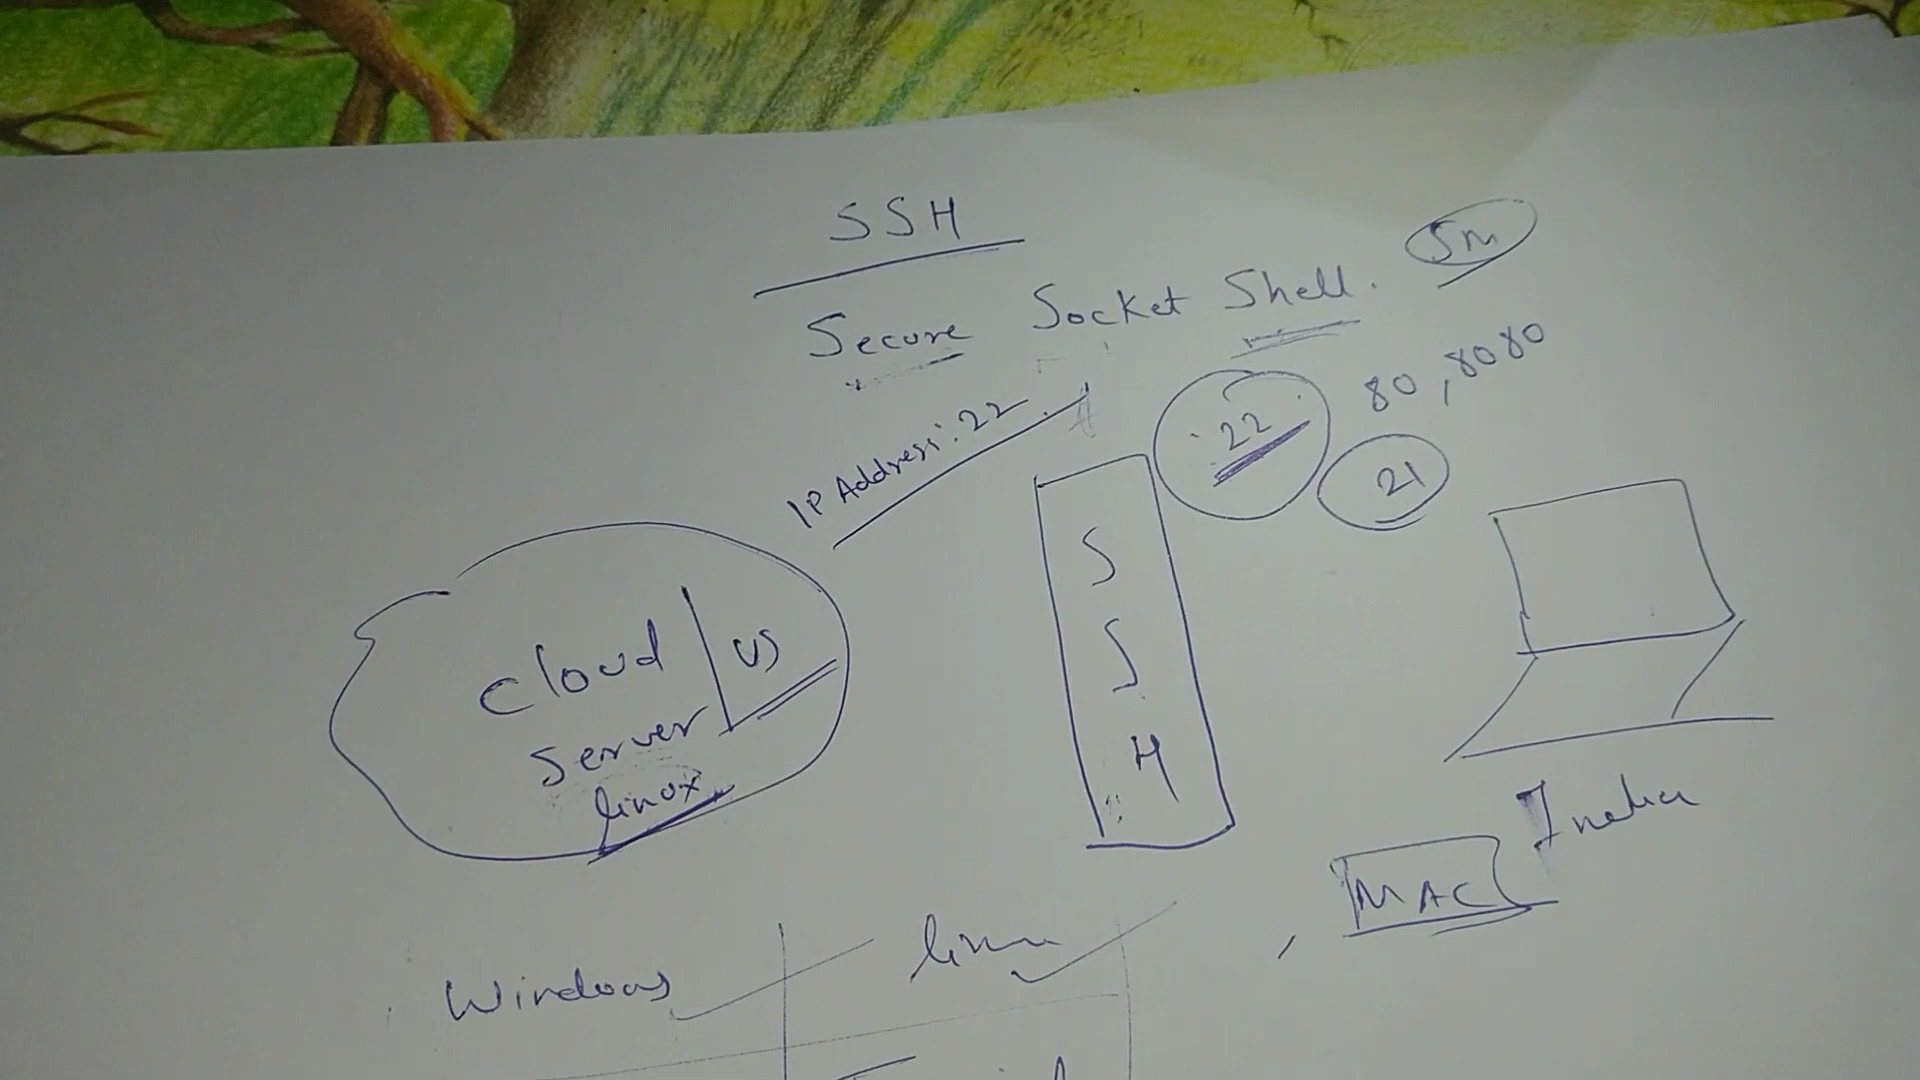 SSH
Secure Socket Shell.
80, 8080
IP Address:22
:22
21
Cloud US
Server
linux
S
S
H
India
MAC
Windows
linux